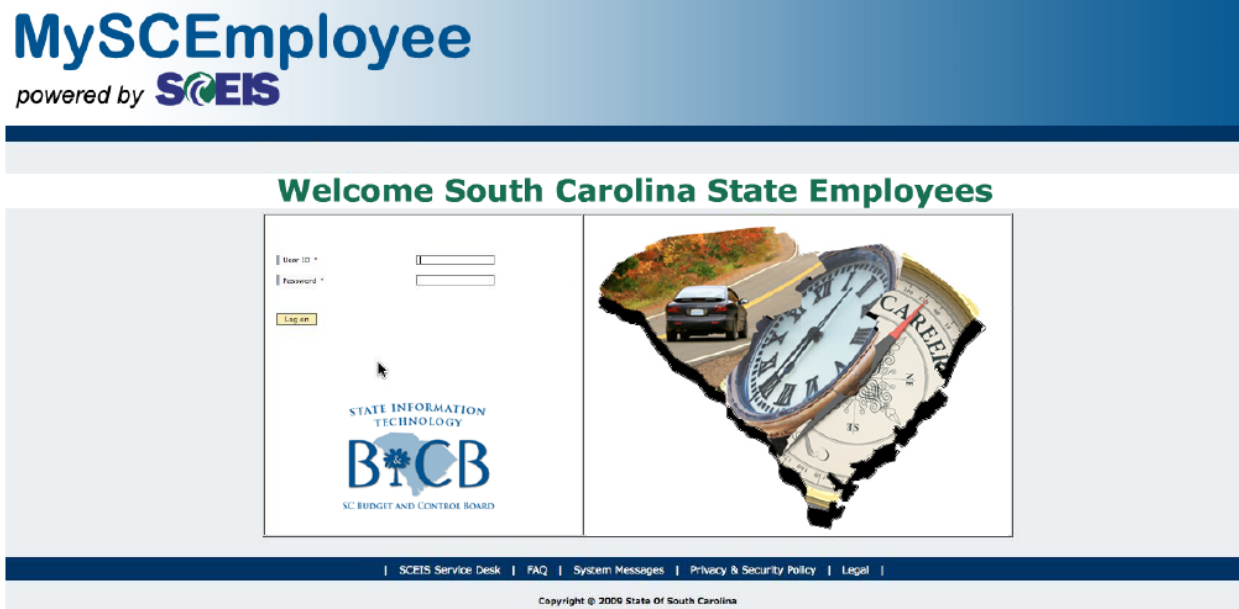 MySCEmployee
powered by SCEIS
Welcome South Carolina State Employees
User ID *
Password *
Log on
STATE INFORMATION
TECHNOLOGY
B&CB
SC BUDGET AND CONTROL BOARD
CAREER
NE
SE
| SCEIS Service Desk | FAQ | System Messages | Privacy & Security Policy | Legal |
Copyright © 2009 State Of South Carolina